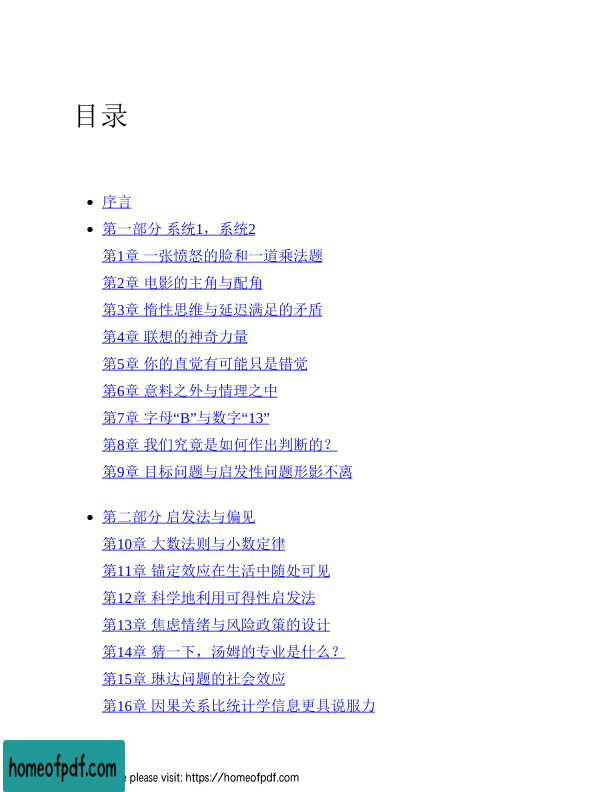 目录
序言
第一部分 系统1，系统2
第1章 一张愤怒的脸和一道乘法题
第2章 电影的主角与配角
第3章 惰性思维与延迟满足的矛盾
第4章 联想的神奇力量
第5章 你的直觉有可能只是错觉
第6章 意料之外与情理之中
第7章 字母“B”与数字“13”
第8章 我们究竟是如何作出判断的？
第9章 目标问题与启发性问题形影不离
第二部分 启发法与偏见
第10章 大数法则与小数定律
第11章 锚定效应在生活中随处可见
第12章 科学地利用可得性启发法
第13章 焦虑情绪与风险政策的设计
第14章 猜一下，汤姆的专业是什么？
第15章 琳达问题的社会效应
第16章 因果关系比统计学信息更具说服力
homeofpdf.com
please visit: https://homeofpdf.com